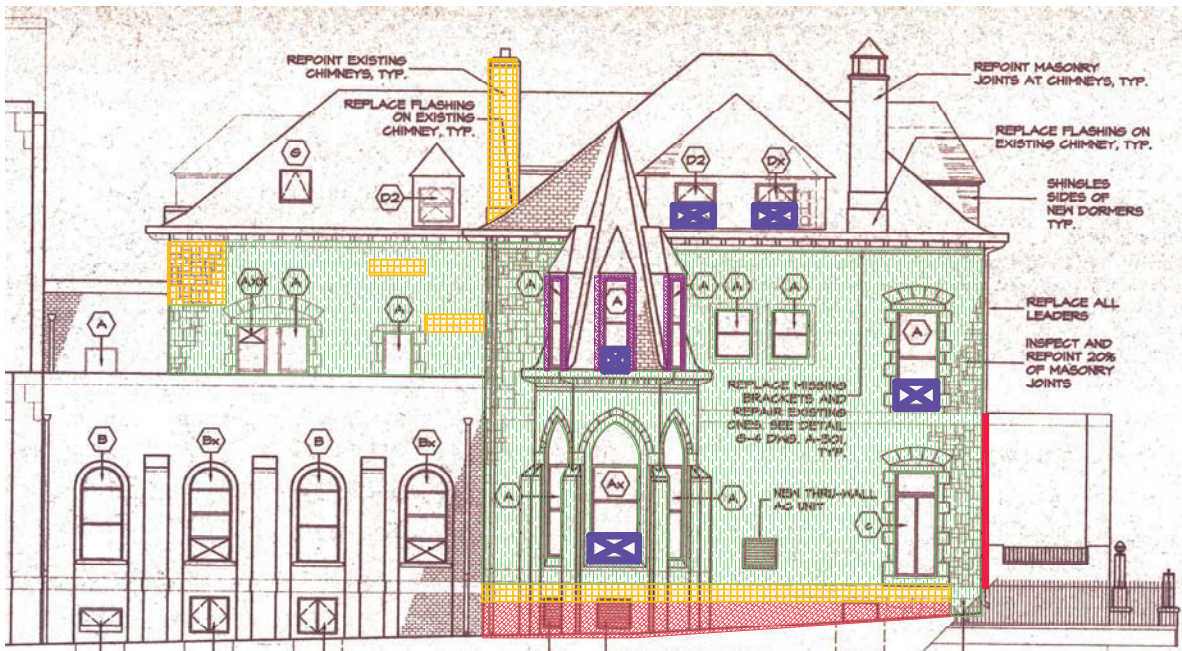 REPOINT EXISTING
CHIMNEYS, TYP.
REPLACE FLASHING
ON EXISTING
CHIMNEY, TYP.
REPOINT MASONRY
JOINTS AT CHIMNEYS, TYP.
REPLACE FLASHING ON
EXISTING CHIMNEY, TYP.
SHINGLES
SIDES OF
NEW DORMERS
TYP.
G
D2
D2
Dx
AXX
A
A
A
A
A
A
A
A
A
A
REPLACE ALL
LEADERS
INSPECT AND
REPOINT 20%
OF MASONRY
JOINTS
REPLACE MISSING
BRACKETS AND
REPAIR EXISTING
ONES. SEE DETAIL
G-4 DWG. A-301,
TYP.
B
Bx
B
Bx
A
Ax
A
NEW THRU-WALL
AC UNIT
C